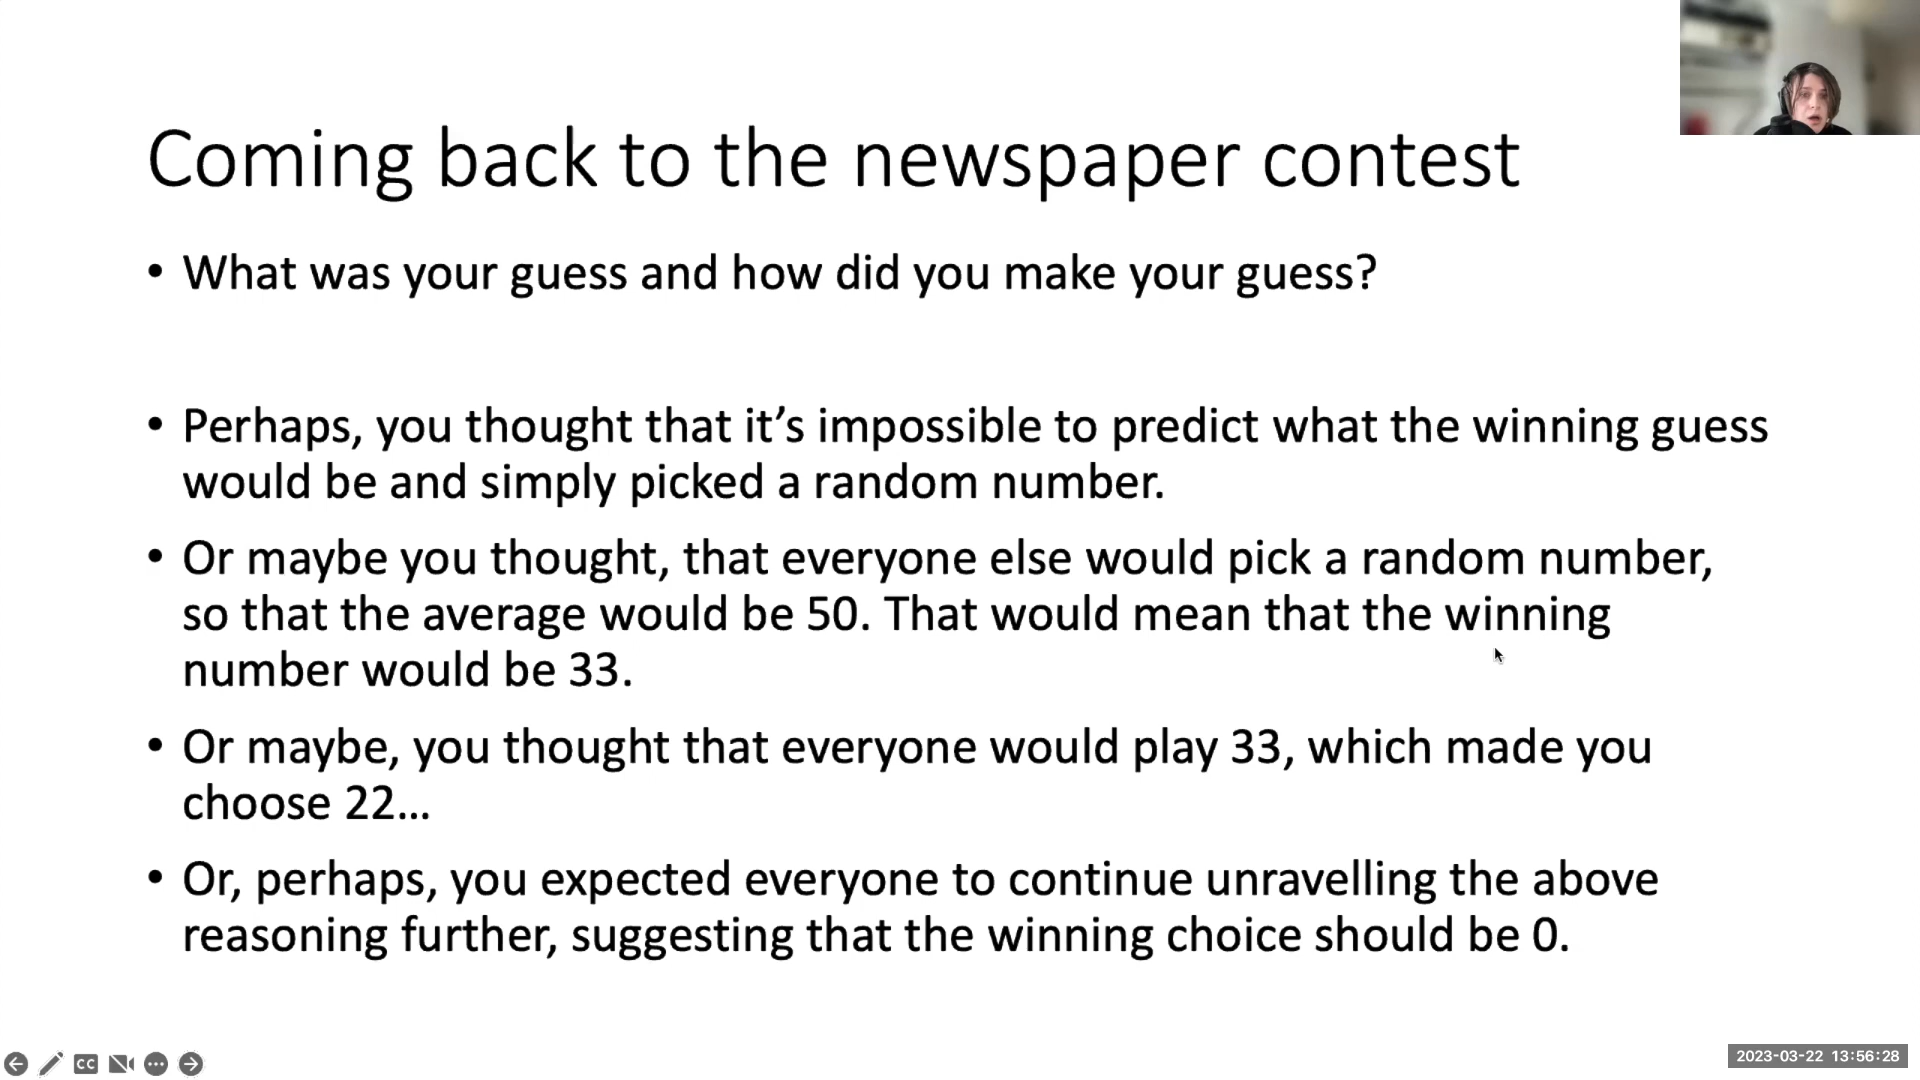 Coming back to the newspaper contest
• What was your guess and how did you make your guess?
• Perhaps, you thought that it’s impossible to predict what the winning guess
would be and simply picked a random number.
• Or maybe you thought, that everyone else would pick a random number,
so that the average would be 50. That would mean that the winning
number would be 33.
• Or maybe, you thought that everyone would play 33, which made you
choose 22...
• Or, perhaps, you expected everyone to continue unravelling the above
reasoning further, suggesting that the winning choice should be 0.
CC
2023-03-22 13:56:28